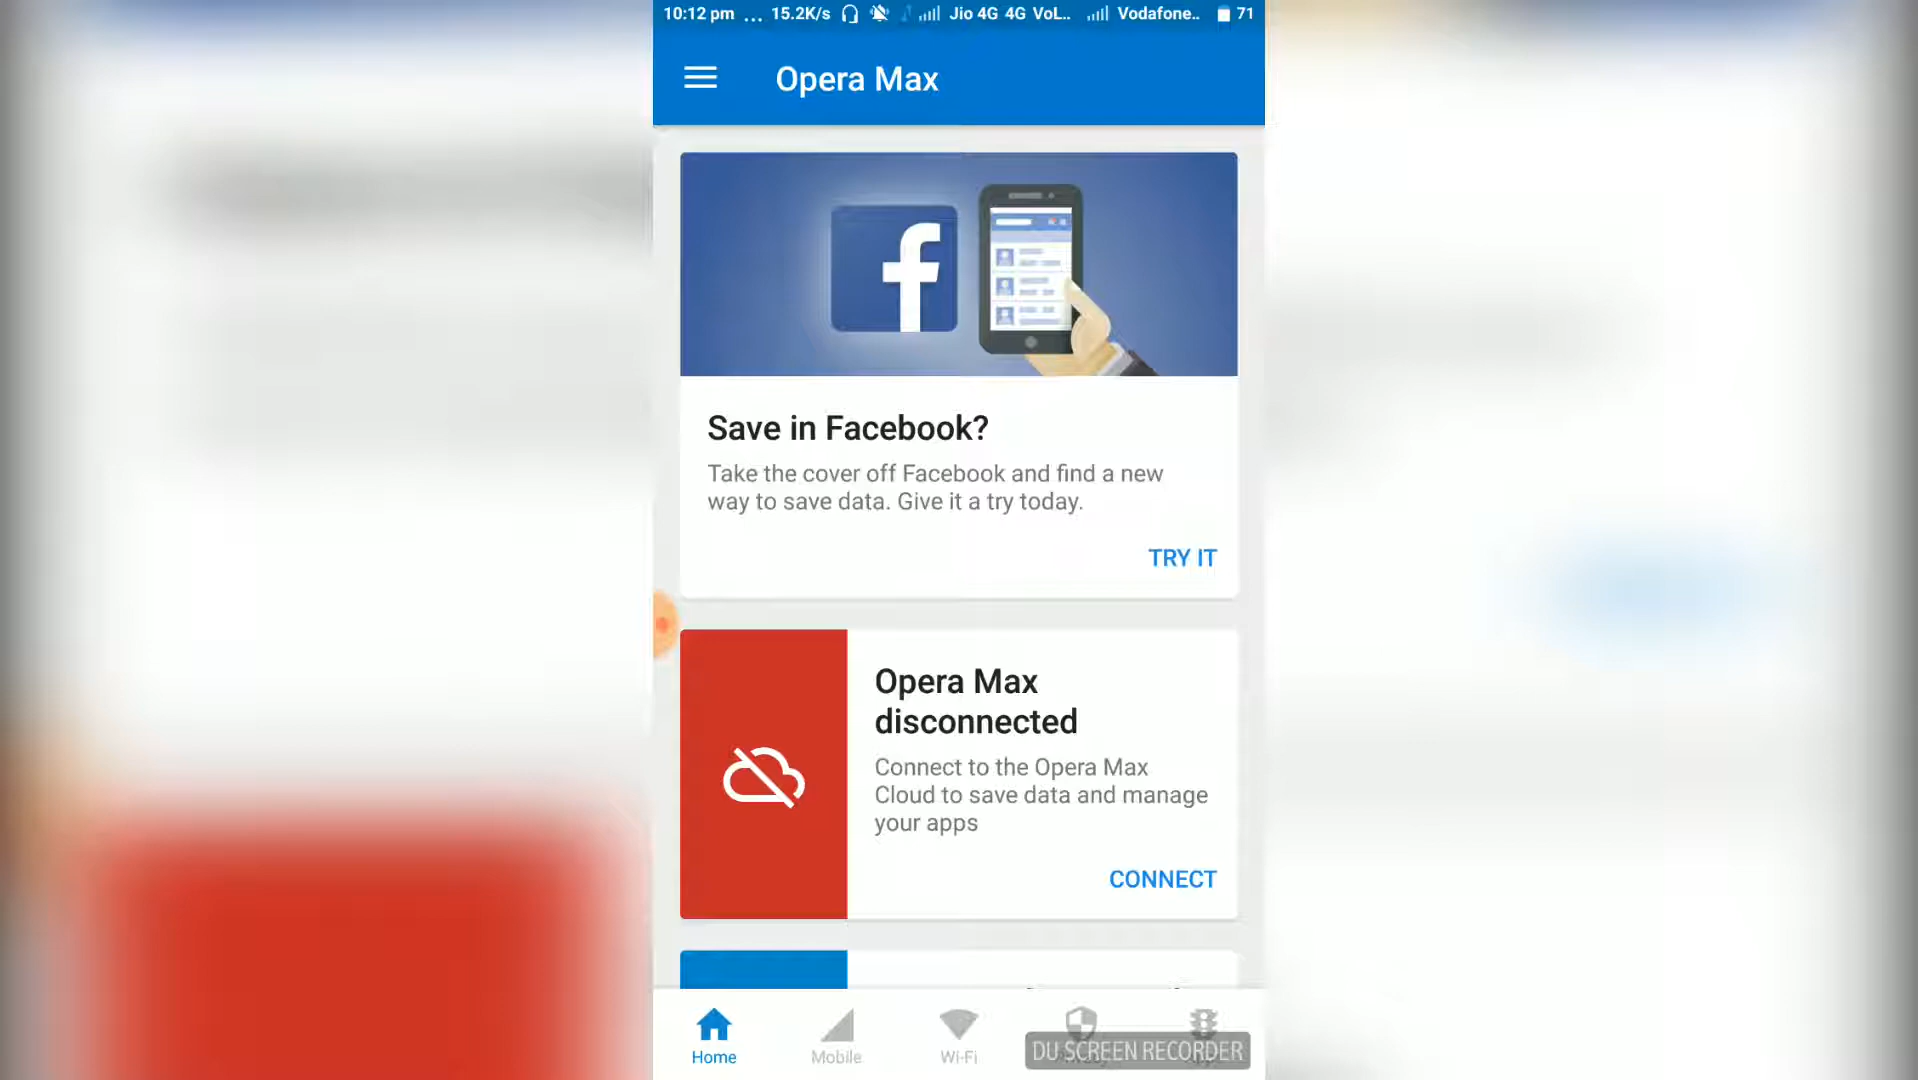 10:12 pm ... 15.2K/s Jio 4G 4G VoL... Vodafone... 71
Opera Max
f
Save in Facebook?
Take the cover off Facebook and find a new
way to save data. Give it a try today.
TRY IT
Opera Max
disconnected
Connect to the Opera Max
Cloud to save data and manage
your apps
CONNECT
Home
Mobile
Wi-Fi
DU SCREEN RECORDER